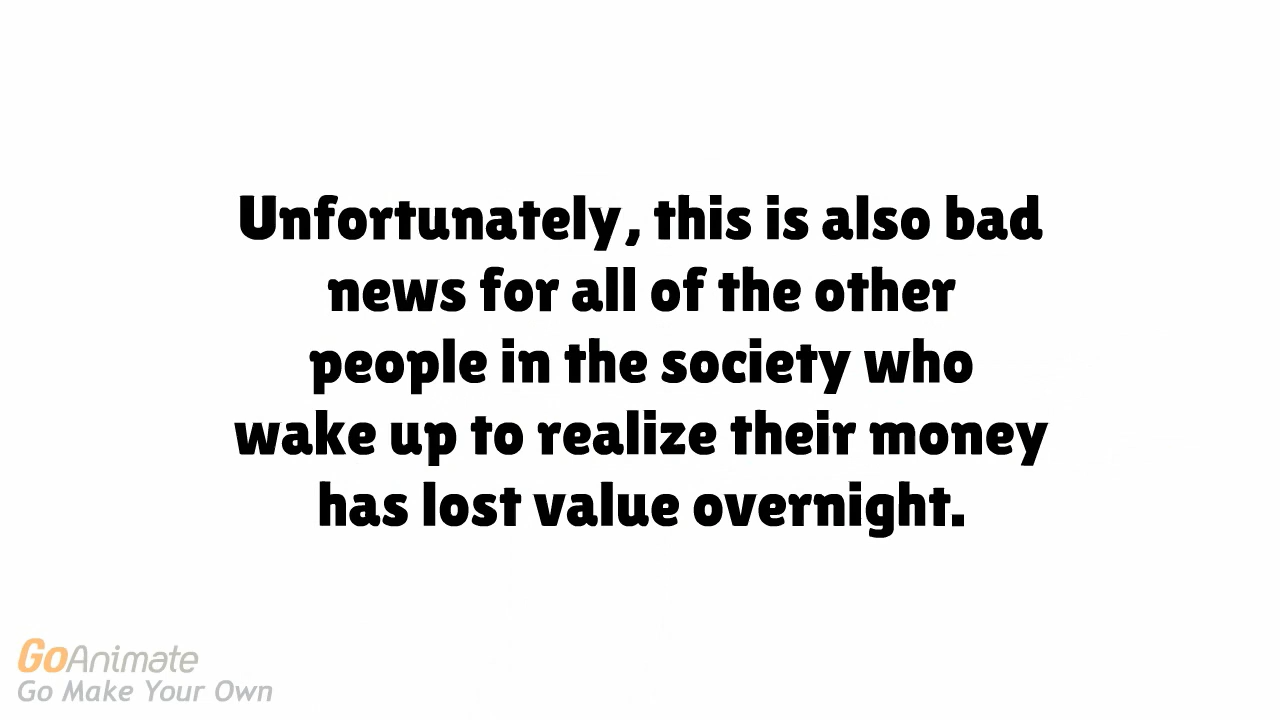 Unfortunately, this is also bad
news for all of the other
people in the society who
wake up to realize their money
has lost value overnight.
GoAnimate
Go Make Your Own